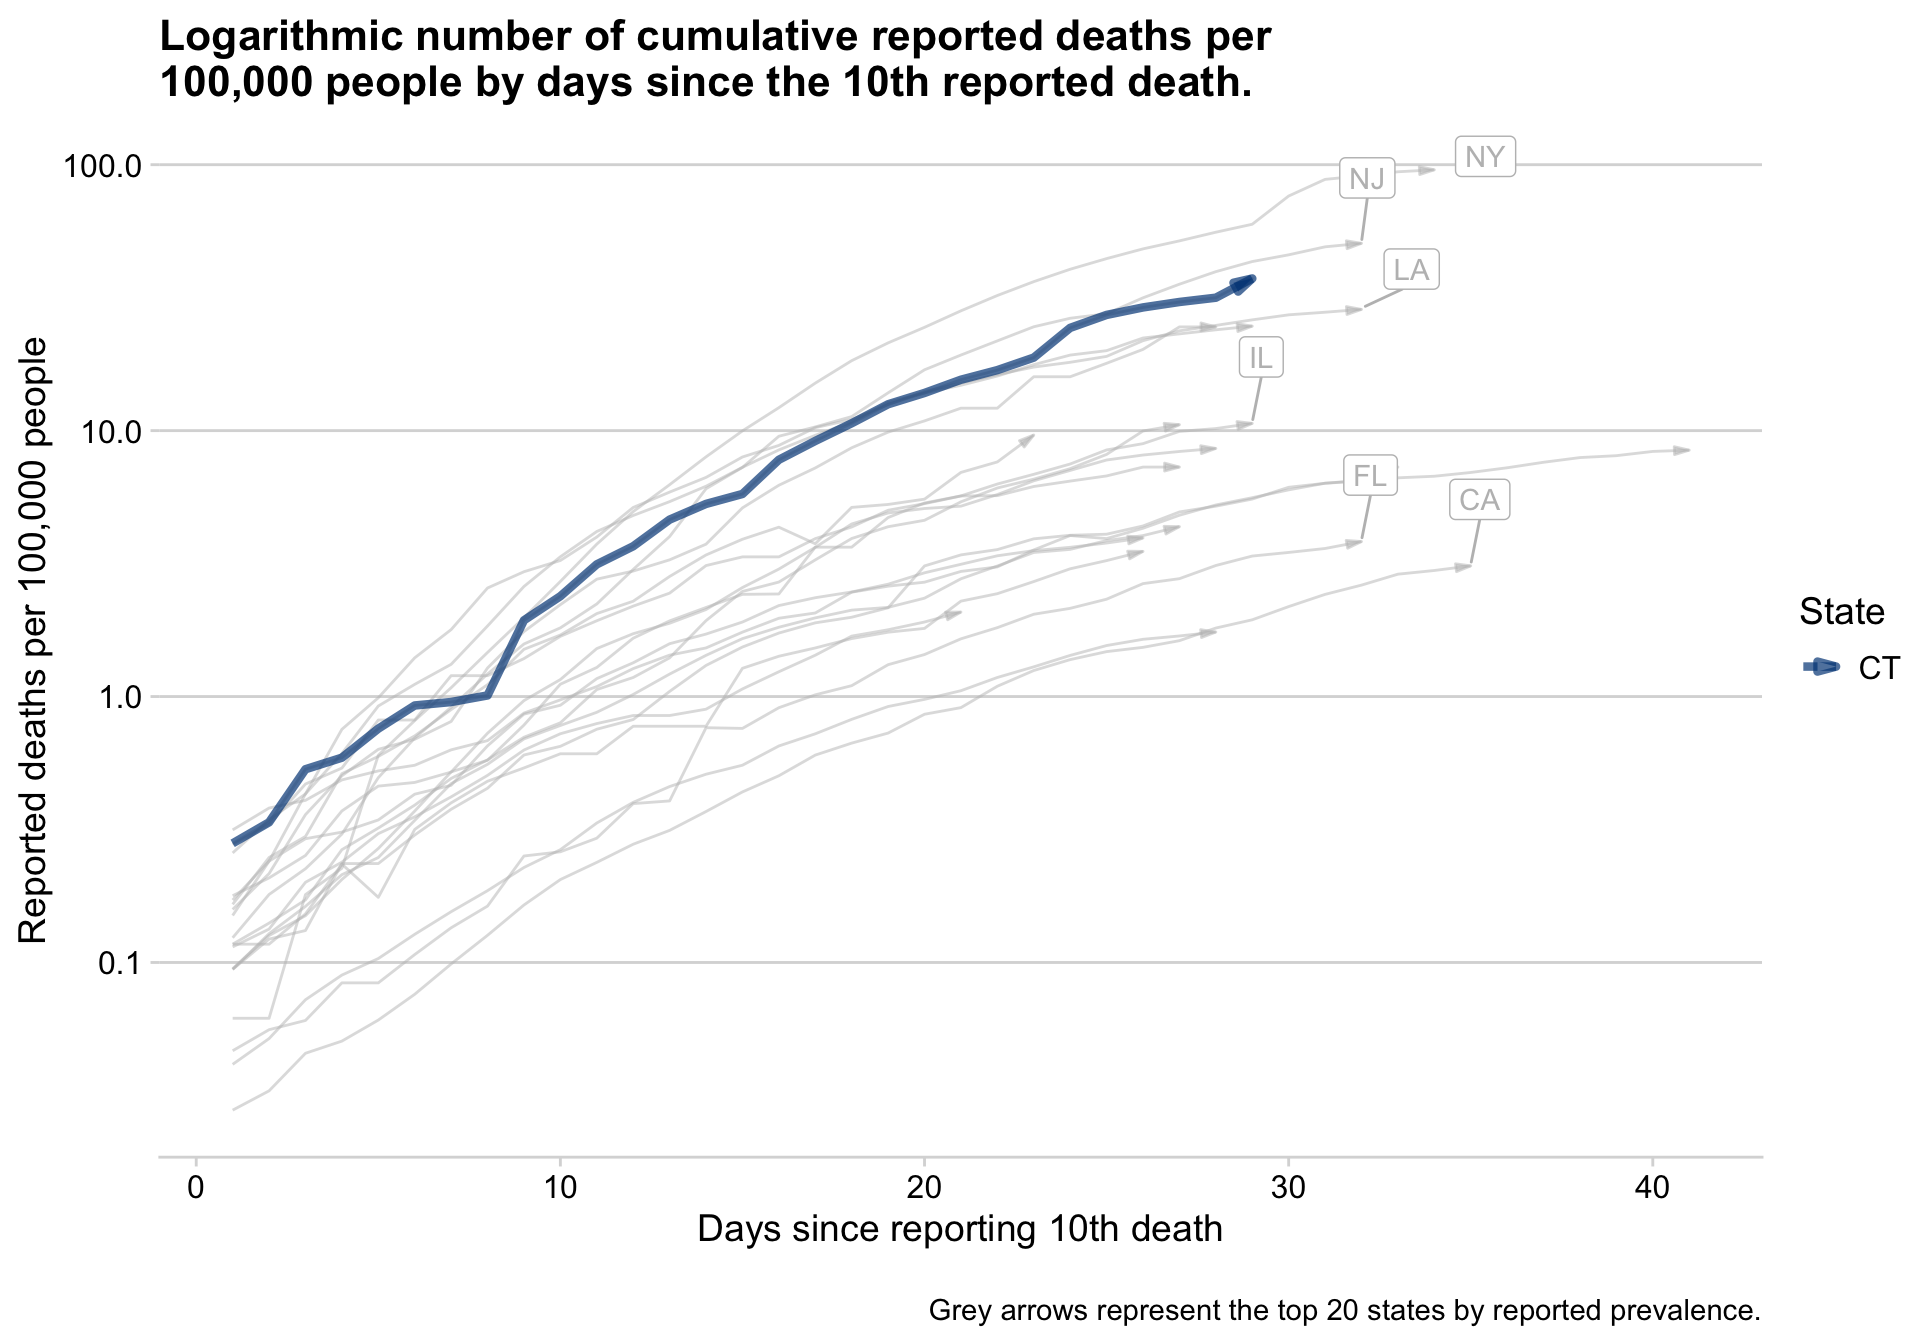 Logarithmic number of cumulative reported deaths per
100,000 people by days since the 10th reported death.
Reported deaths per 100,000 people
100.0
10.0
1.0
0.1
NY
NJ
LA
IL
FL
CA
State
CT
0
10
20
30
40
Days since reporting 10th death
Grey arrows represent the top 20 states by reported prevalence.